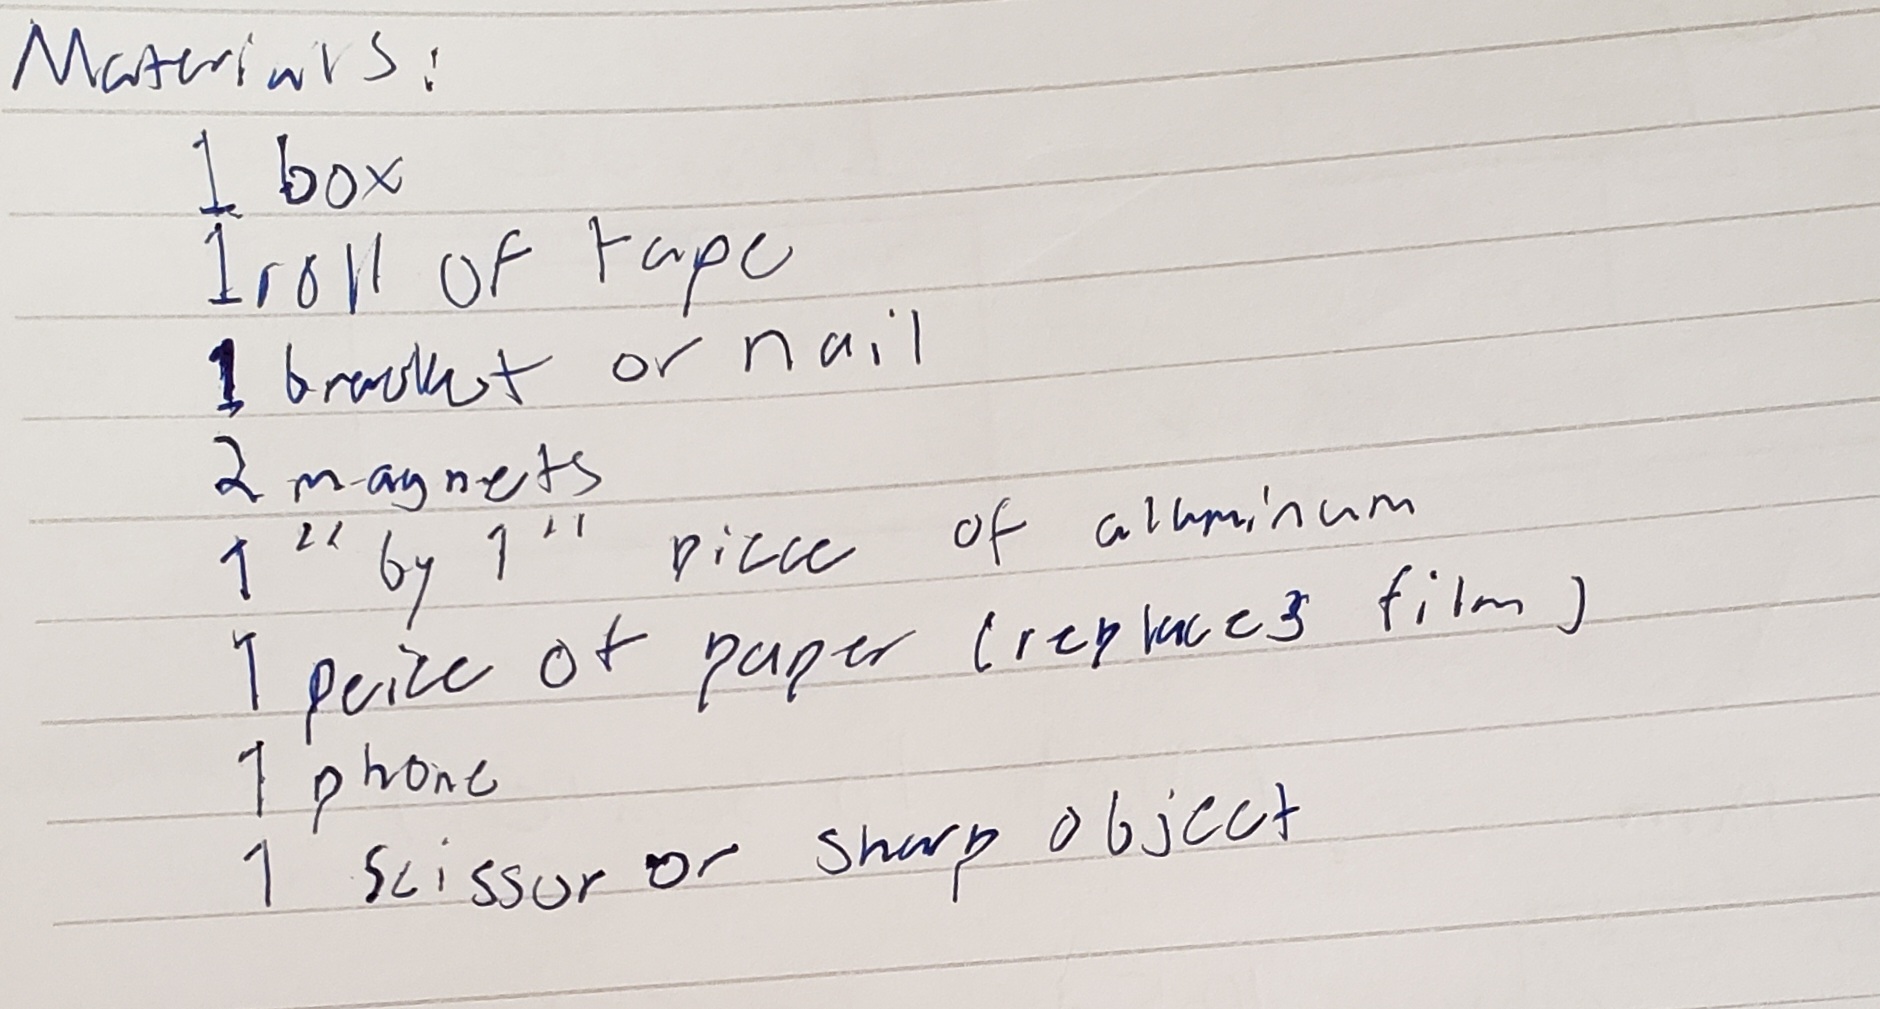 Materials:
1 box
1 roll of tape
1 bracket or nail
2 magnets
1" by 1" piece of alluminum
1 peice of paper (replaces film)
1 phone
1 scissor or sharp object